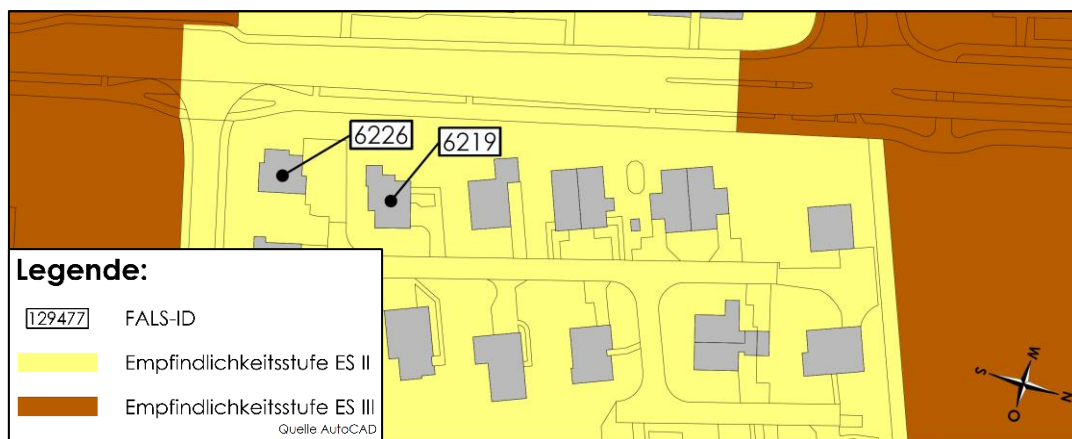 6226
6219
Legende:
129477 FALS-ID
Empfindlichkeitsstufe ES II
Empfindlichkeitsstufe ES III
Quelle AutoCAD
W
S
N
O